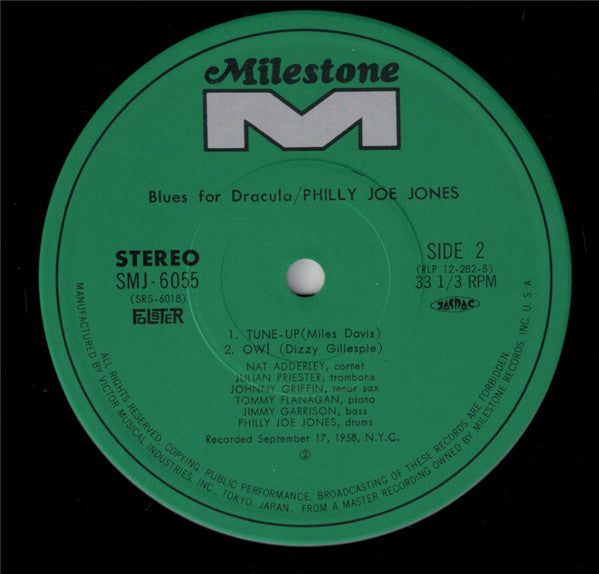 Milestone
M
Blues for Dracula/PHILLY JOE JONES
STEREO
SMJ-6055
(SRS-6018)
SIDE 2
(RLP 12-282-B)
33 1/3 RPM
JASRAC
1. TUNE-UP(Miles Davis)
2. OW! (Dizzy Gillespie)
NAT ADDERLEY, cornet
JULIAN PRIESTER, trombone
JOHNNY GRIFFIN, tenor sax
TOMMY FLANAGAN, piano
JIMMY GARRISON, bass
PHILLY JOE JONES, drums
Recorded September 17, 1958, N.Y.C.
②
MANUFACTURED BY VICTOR MUSICAL INDUSTRIES, INC., TOKYO, JAPAN. FROM A MASTER RECORDING OWNED BY MILESTONE RECORDS, INC. U.S.A
ALL RIGHTS RESERVED. COPYING, PUBLIC PERFORMANCE, BROADCASTING OF THESE RECORDS ARE FORBIDDEN.